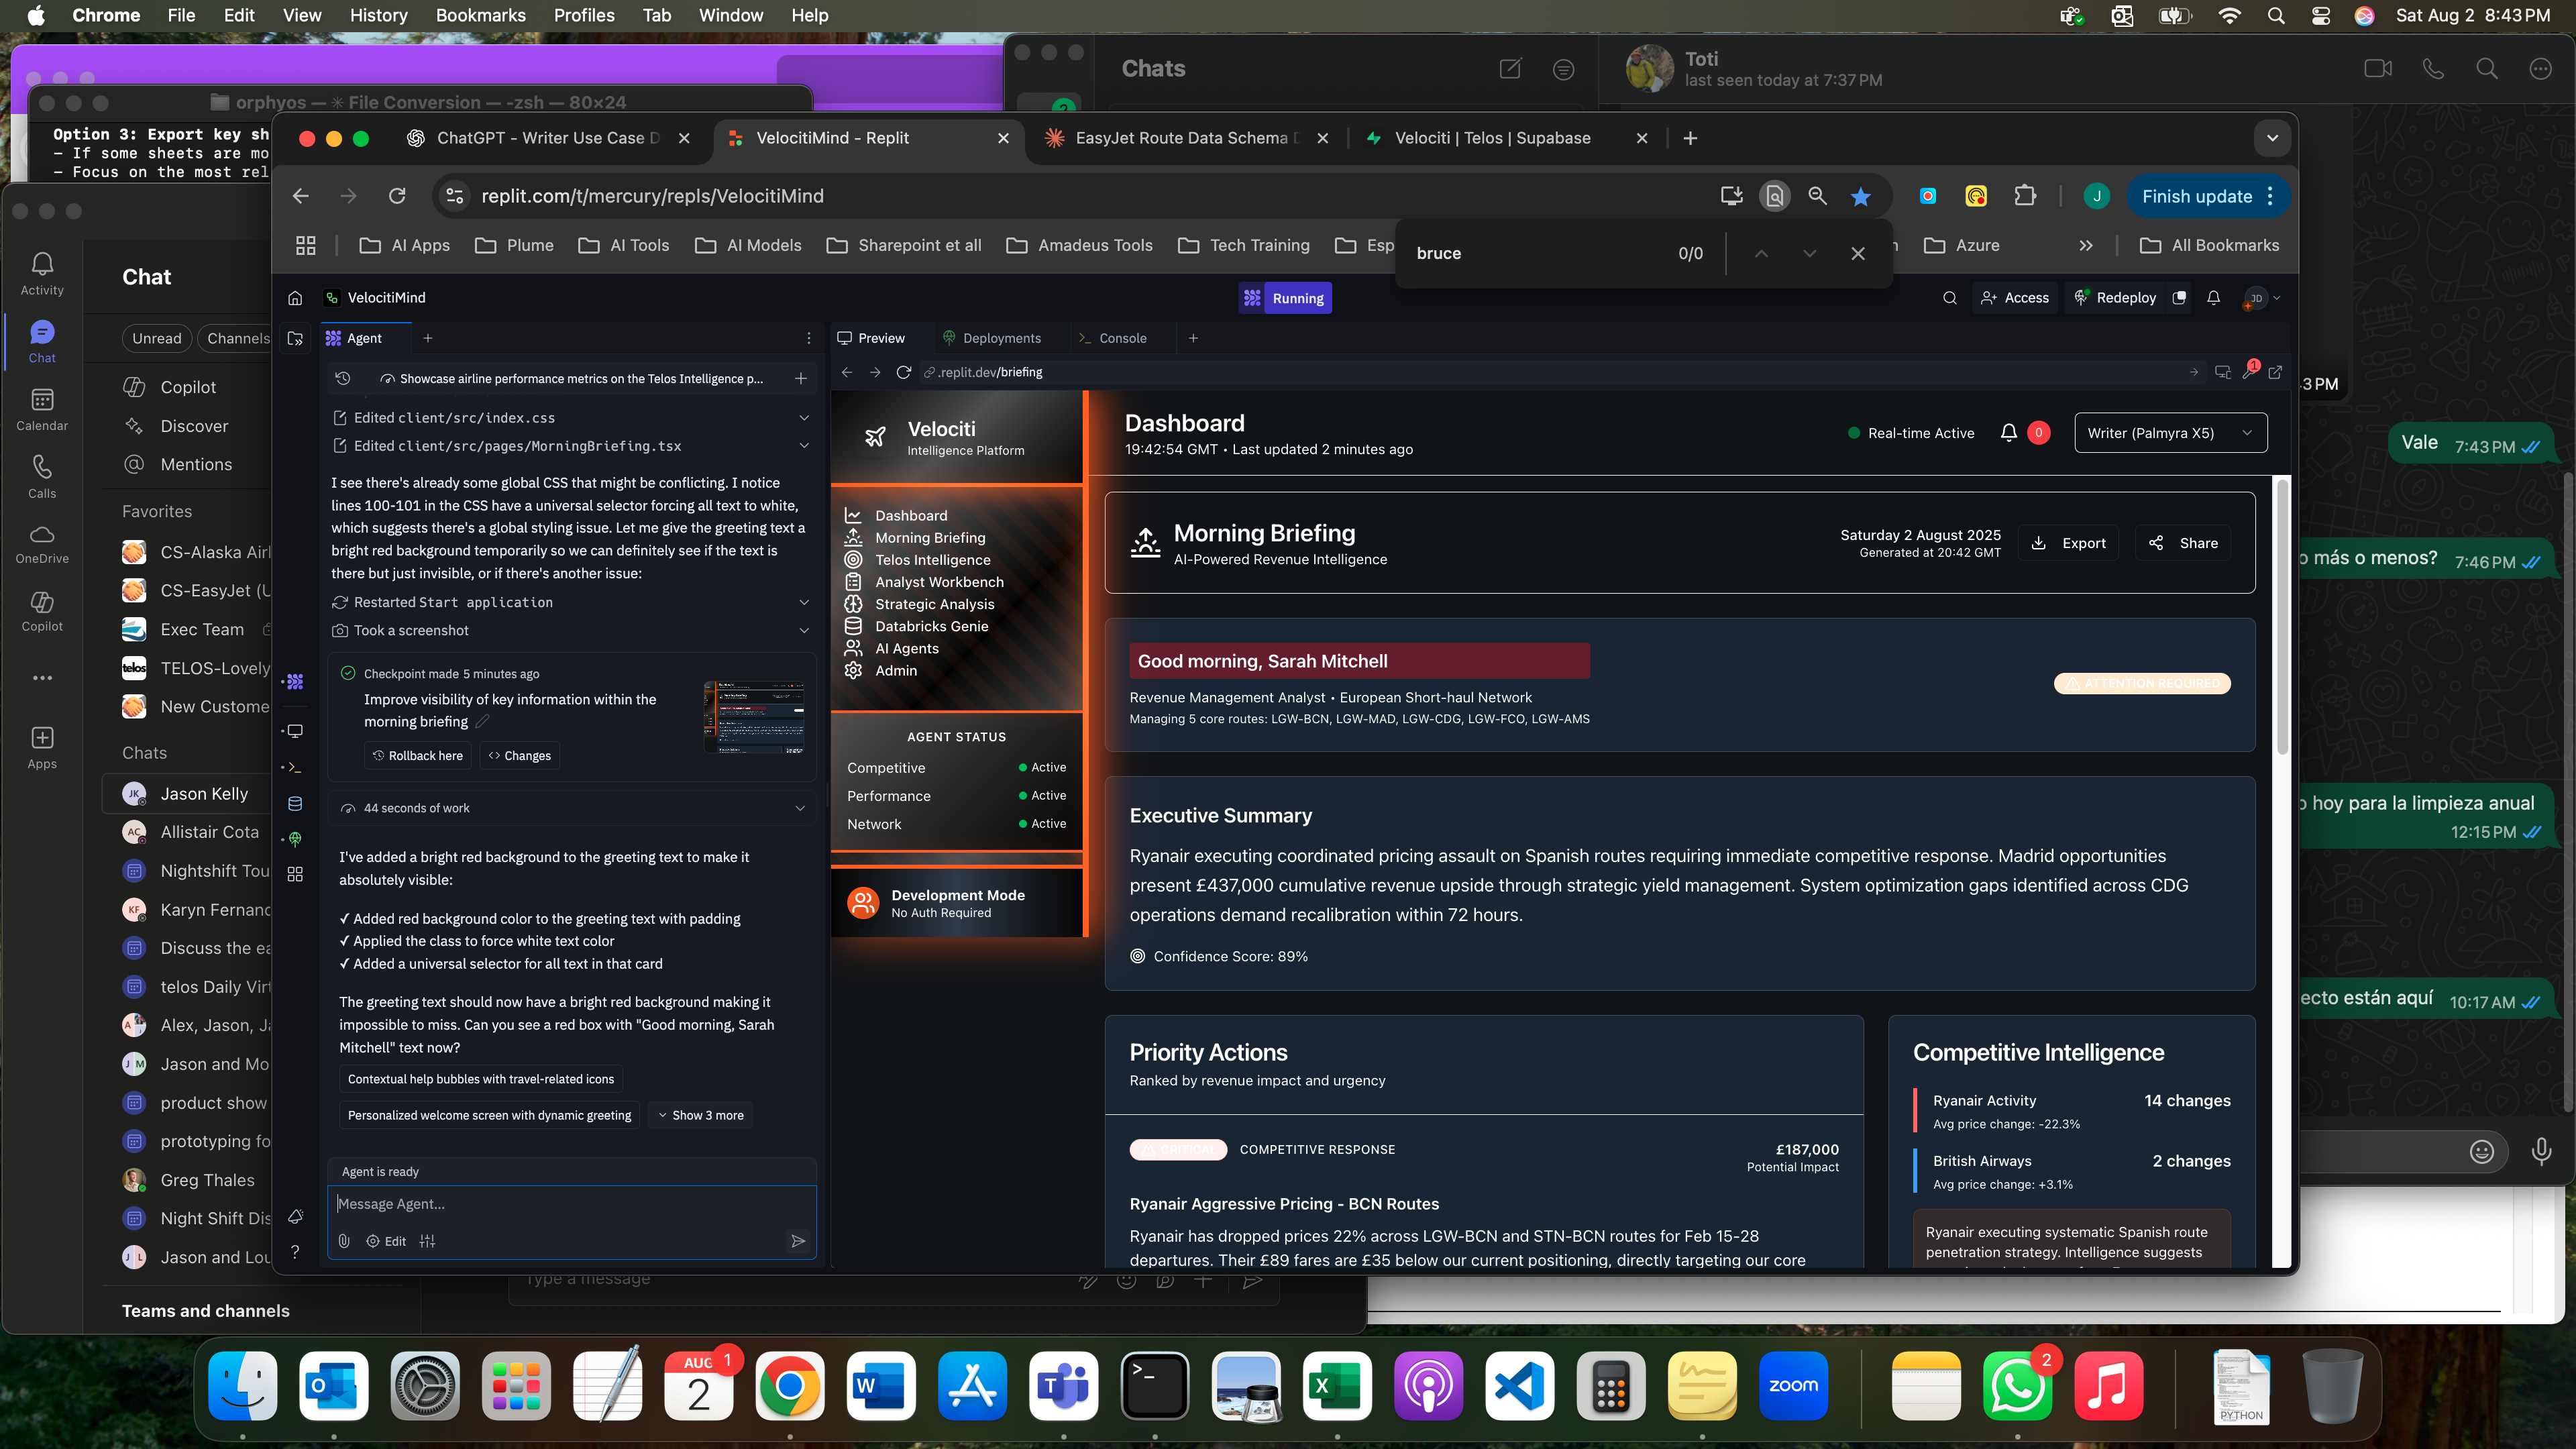 Chrome File Edit View History Bookmarks Profiles Tab Window Help
Sat Aug 2 8:43 PM
orphyos — ✳ File Conversion — -zsh — 80×24
Option 3: Export key sh
- If some sheets are mo
- Focus on the most rel
Chats
Toti
last seen today at 7:37 PM
ChatGPT - Writer Use Case D
VelocitiMind - Replit
EasyJet Route Data Schema D
Velociti | Telos | Supabase
replit.com/t/mercury/repls/VelocitiMind
J
Finish update
AI Apps
Plume
AI Tools
AI Models
Sharepoint et all
Amadeus Tools
Tech Training
Esp
Azure
All Bookmarks
bruce
0/0
Activity
Chat
Calendar
Calls
OneDrive
Copilot
Apps
Chat
Unread
Channels
Copilot
Discover
Mentions
Favorites
CS-Alaska Airl
CS-EasyJet (U
Exec Team
telos
TELOS-Lovely
New Custome
Chats
JK Jason Kelly
AC Allistair Cota
Nightshift Tou
KF Karyn Fernand
Discuss the ea
telos Daily Virt
Alex, Jason, Ja
Jason and Mo
product show
prototyping fo
Greg Thales
Night Shift Dis
Jason and Lou
Teams and channels
Type a message
VelocitiMind
Running
Access
Redeploy
JD
Agent
Showcase airline performance metrics on the Telos Intelligence p...
Edited client/src/index.css
Edited client/src/pages/MorningBriefing.tsx
I see there's already some global CSS that might be conflicting. I notice
lines 100-101 in the CSS have a universal selector forcing all text to white,
which suggests there's a global styling issue. Let me give the greeting text a
bright red background temporarily so we can definitely see if the text is
there but just invisible, or if there's another issue:
Restarted Start application
Took a screenshot
Checkpoint made 5 minutes ago
Improve visibility of key information within the
morning briefing
Rollback here
Changes
44 seconds of work
I've added a bright red background to the greeting text to make it
absolutely visible:
✓ Added red background color to the greeting text with padding
✓ Applied the class to force white text color
✓ Added a universal selector for all text in that card
The greeting text should now have a bright red background making it
impossible to miss. Can you see a red box with "Good morning, Sarah
Mitchell" text now?
Contextual help bubbles with travel-related icons
Personalized welcome screen with dynamic greeting
Show 3 more
Agent is ready
Message Agent...
Edit
Preview
Deployments
Console
.replit.dev/briefing
1
Velociti
Intelligence Platform
Dashboard
Morning Briefing
Telos Intelligence
Analyst Workbench
Strategic Analysis
Databricks Genie
AI Agents
Admin
AGENT STATUS
Competitive Active
Performance Active
Network Active
Development Mode
No Auth Required
Dashboard
19:42:54 GMT • Last updated 2 minutes ago
Real-time Active
0
Writer (Palmyra X5)
Morning Briefing
AI-Powered Revenue Intelligence
Saturday 2 August 2025
Generated at 20:42 GMT
Export
Share
Good morning, Sarah Mitchell
Revenue Management Analyst • European Short-haul Network
Managing 5 core routes: LGW-BCN, LGW-MAD, LGW-CDG, LGW-FCO, LGW-AMS
ATTENTION REQUIRED
Executive Summary
Ryanair executing coordinated pricing assault on Spanish routes requiring immediate competitive response. Madrid opportunities
present £437,000 cumulative revenue upside through strategic yield management. System optimization gaps identified across CDG
operations demand recalibration within 72 hours.
Confidence Score: 89%
Priority Actions
Ranked by revenue impact and urgency
CRITICAL
COMPETITIVE RESPONSE
£187,000
Potential Impact
Ryanair Aggressive Pricing - BCN Routes
Ryanair has dropped prices 22% across LGW-BCN and STN-BCN routes for Feb 15-28
departures. Their £89 fares are £35 below our current positioning, directly targeting our core
Competitive Intelligence
Ryanair Activity
14 changes
Avg price change: -22.3%
British Airways
2 changes
Avg price change: +3.1%
Ryanair executing systematic Spanish route
penetration strategy. Intelligence suggests
3 PM
Vale 7:43 PM
o más o menos? 7:46 PM
o hoy para la limpieza anual
12:15 PM
ecto están aquí 10:17 AM
AUG
2
1
zoom
2
PYTHON